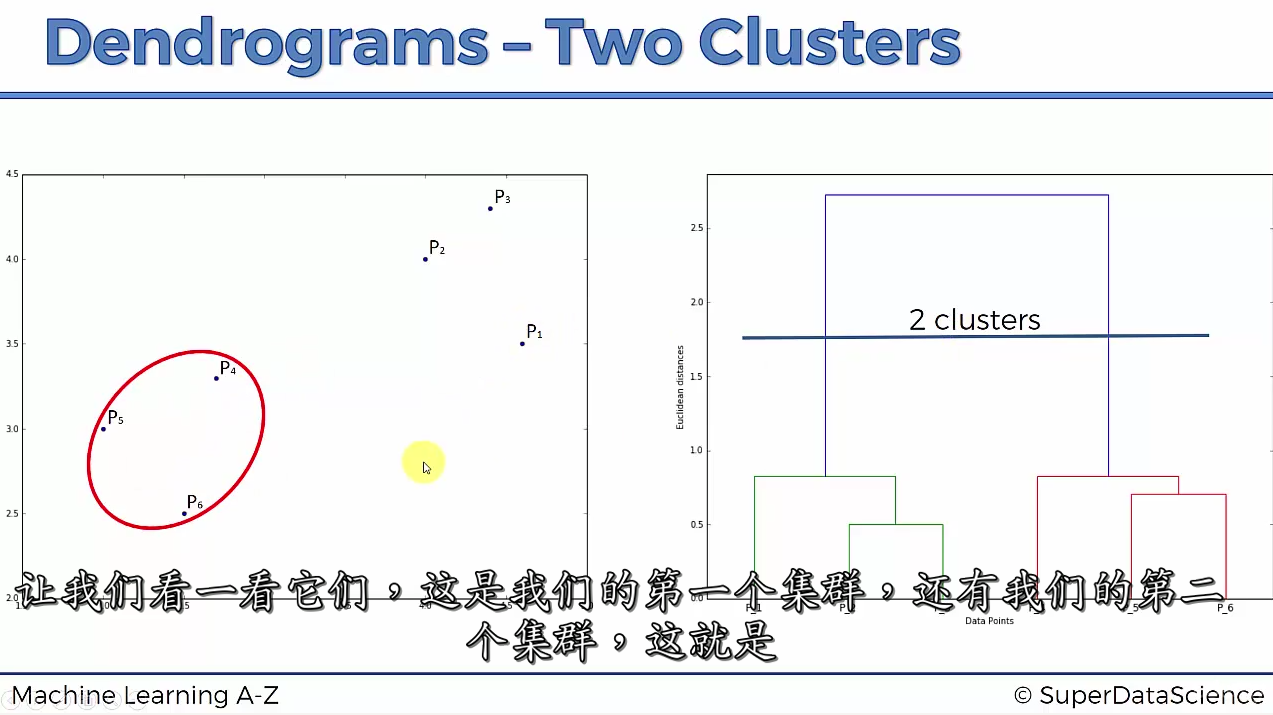 Dendrograms – Two Clusters
4.5
4.0
3.5
3.0
2.5
2.0
P₃
P₂
P₁
P₄
P₅
P₆
2.5
2.0
1.5
1.0
0.5
0.0
Euclidean distances
2 clusters
P_1
P_2
P_6
Data Points
让我们看一看它们，这是我们的第一个集群，还有我们的第二
个集群，这就是
Machine Learning A-Z
© SuperDataScience